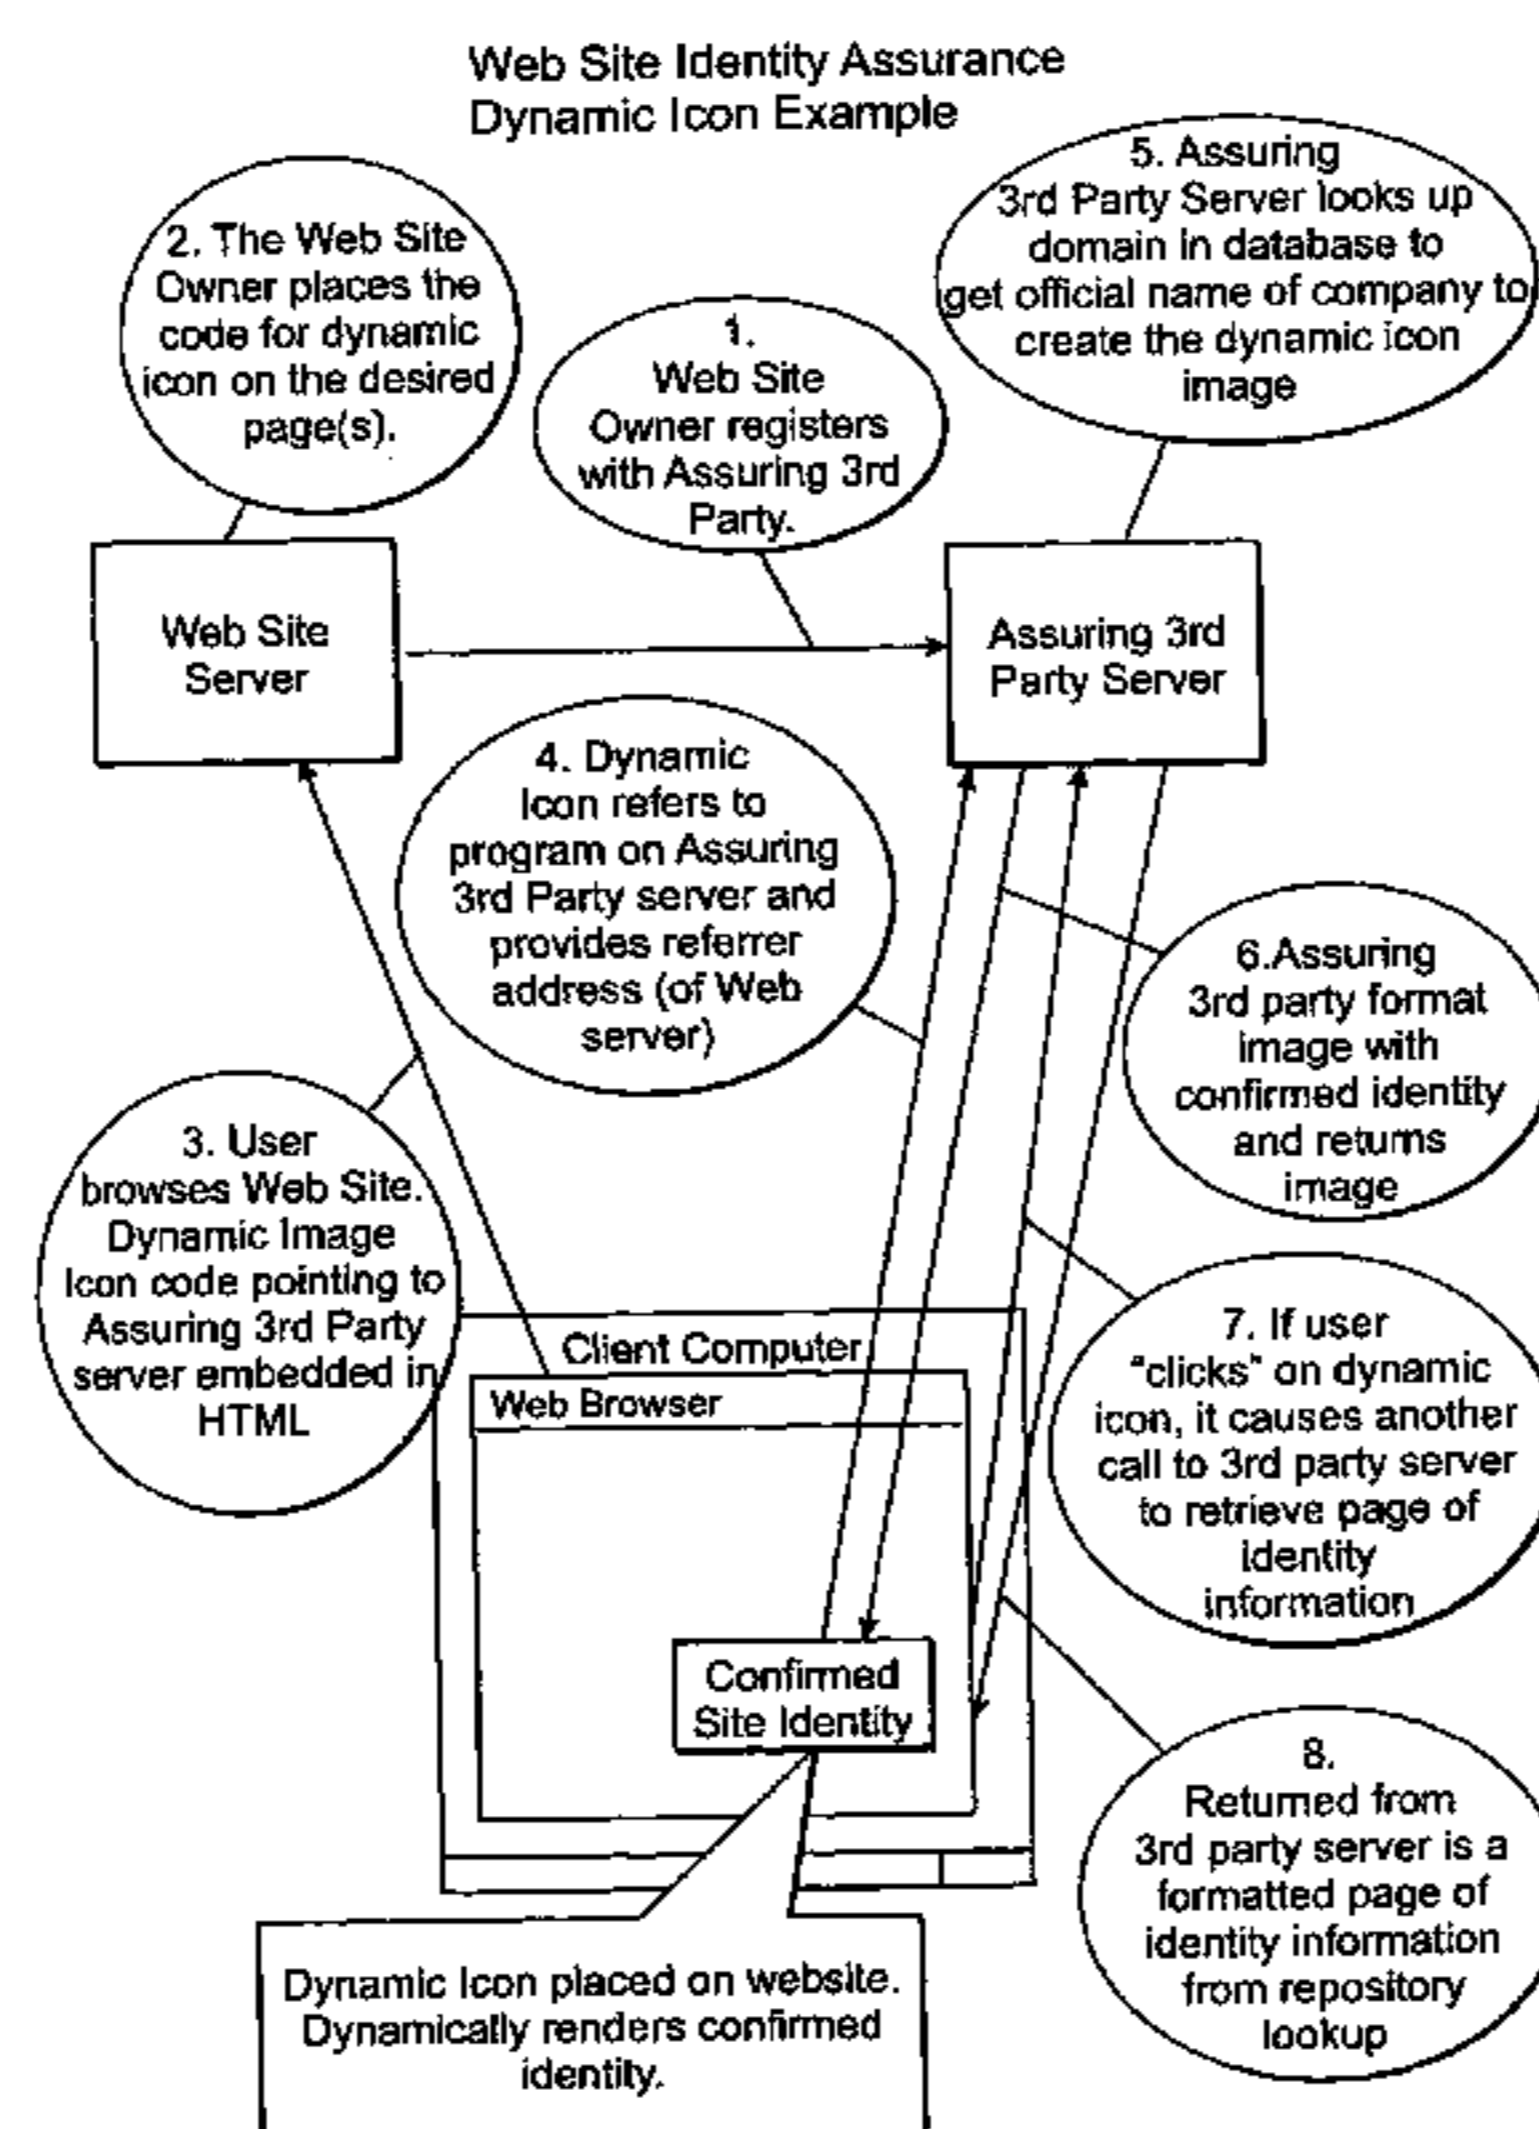 Web Site Identity Assurance
Dynamic Icon Example
2. The Web Site
Owner places the
code for dynamic
icon on the desired
page(s).
1.
Web Site
Owner registers
with Assuring 3rd
Party.
5. Assuring
3rd Party Server looks up
domain in database to
get official name of company to
create the dynamic icon
image
Web Site
Server
Assuring 3rd
Party Server
4. Dynamic
Icon refers to
program on Assuring
3rd Party server and
provides referrer
address (of Web
server)
3. User
browses Web Site.
Dynamic Image
Icon code pointing to
Assuring 3rd Party
server embedded in
HTML
6.Assuring
3rd party format
image with
confirmed identity
and returns
image
7. If user
"clicks" on dynamic
icon, it causes another
call to 3rd party server
to retrieve page of
identity
information
Client Computer
Web Browser
Confirmed
Site Identity
8.
Returned from
3rd party server is a
formatted page of
identity information
from repository
lookup
Dynamic Icon placed on website.
Dynamically renders confirmed
identity.